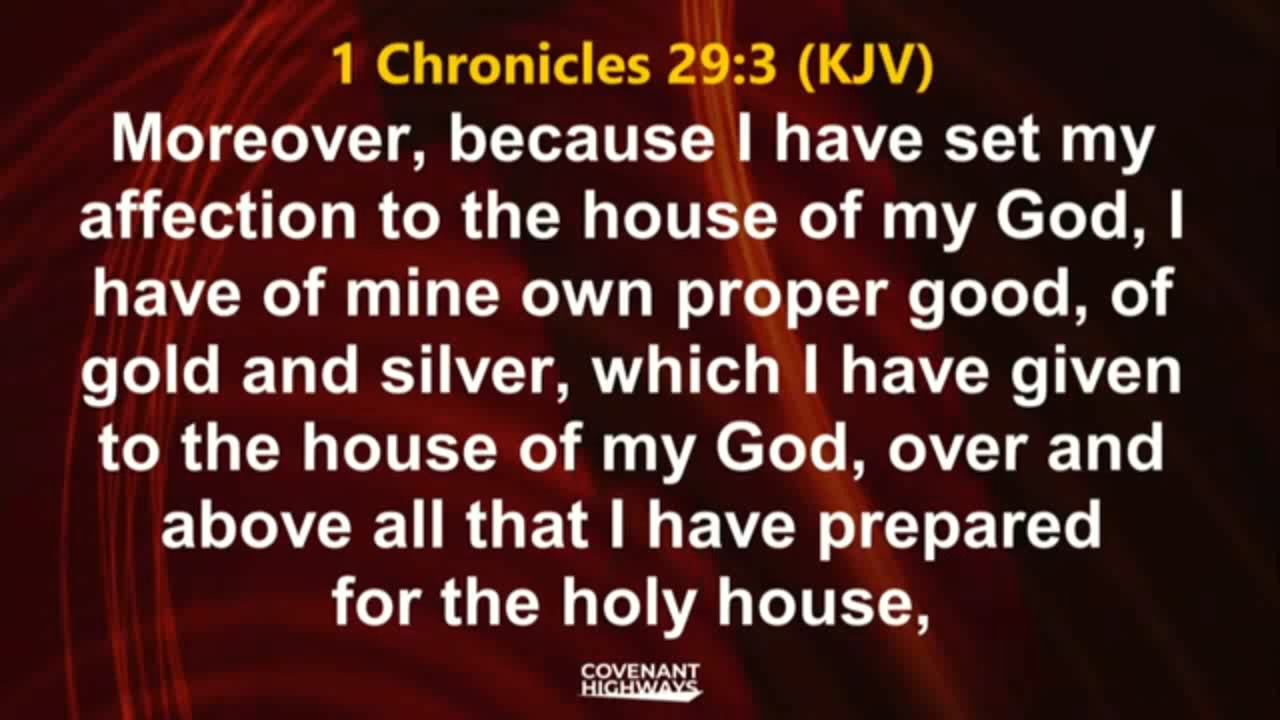 1 Chronicles 29:3 (KJV)
Moreover, because I have set my
affection to the house of my God, I
have of mine own proper good, of
gold and silver, which I have given
to the house of my God, over and
above all that I have prepared
for the holy house,
COVENANT
HIGHWAYS